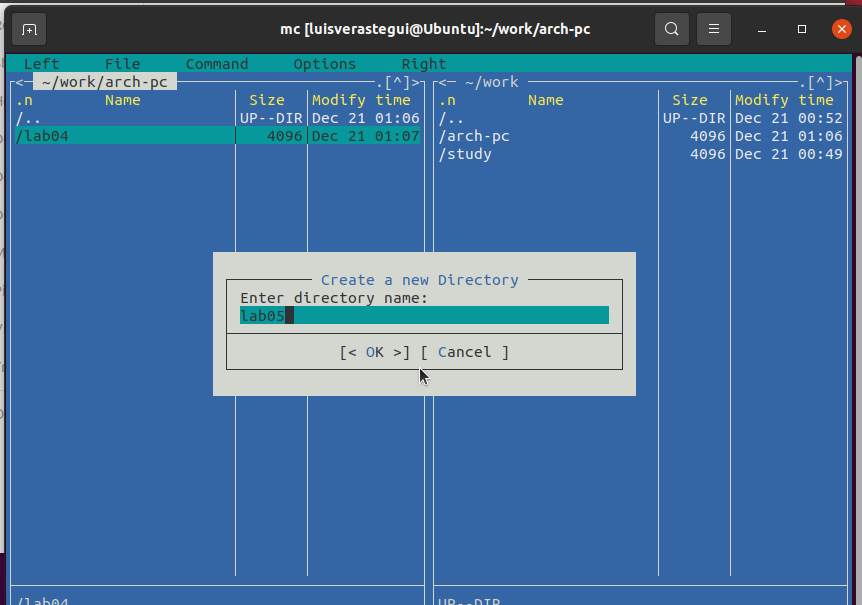 mc [luisverastegui@Ubuntu]:~/work/arch-pc
Left File Command Options Right
<─ ~/work/arch-pc .[^]>
.n Name Size Modify time
/.. UP--DIR Dec 21 01:06
/lab04 4096 Dec 21 01:07
<─ ~/work .[^]>
.n Name Size Modify time
/.. UP--DIR Dec 21 00:52
/arch-pc 4096 Dec 21 01:06
/study 4096 Dec 21 00:49
Create a new Directory
Enter directory name:
lab05
[< OK >] [ Cancel ]
/lab04
UP--DIR